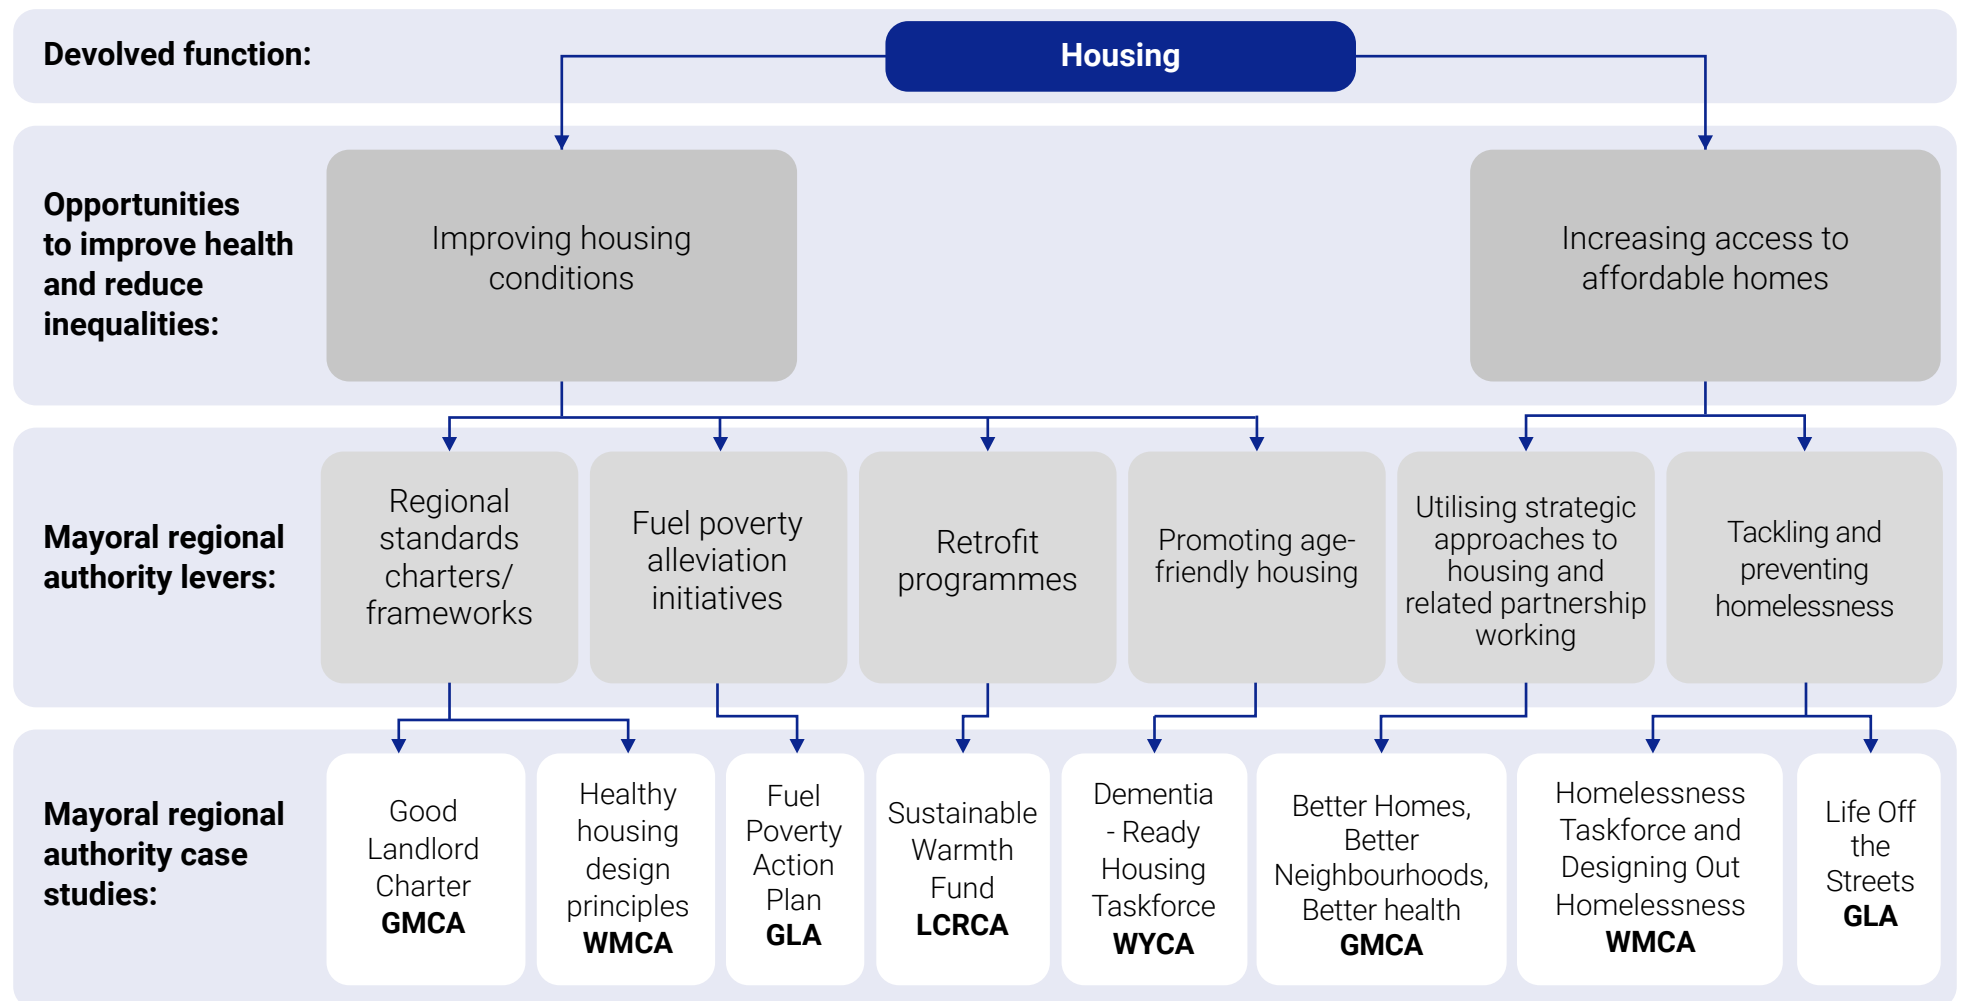 Devolved function:
Housing
Opportunities
to improve health
and reduce
inequalities:
Improving housing
conditions
Increasing access to
affordable homes
Mayoral regional
authority levers:
Regional
standards
charters/
frameworks
Fuel poverty
alleviation
initiatives
Retrofit
programmes
Promoting age-
friendly housing
Utilising strategic
approaches to
housing and
related partnership
working
Tackling and
preventing
homelessness
Mayoral regional
authority case
studies:
Good
Landlord
Charter
GMCA
Healthy
housing
design
principles
WMCA
Fuel
Poverty
Action
Plan
GLA
Sustainable
Warmth
Fund
LCRCA
Dementia
- Ready
Housing
Taskforce
WYCA
Better Homes,
Better
Neighbourhoods,
Better health
GMCA
Homelessness
Taskforce and
Designing Out
Homelessness
WMCA
Life Off
the
Streets
GLA